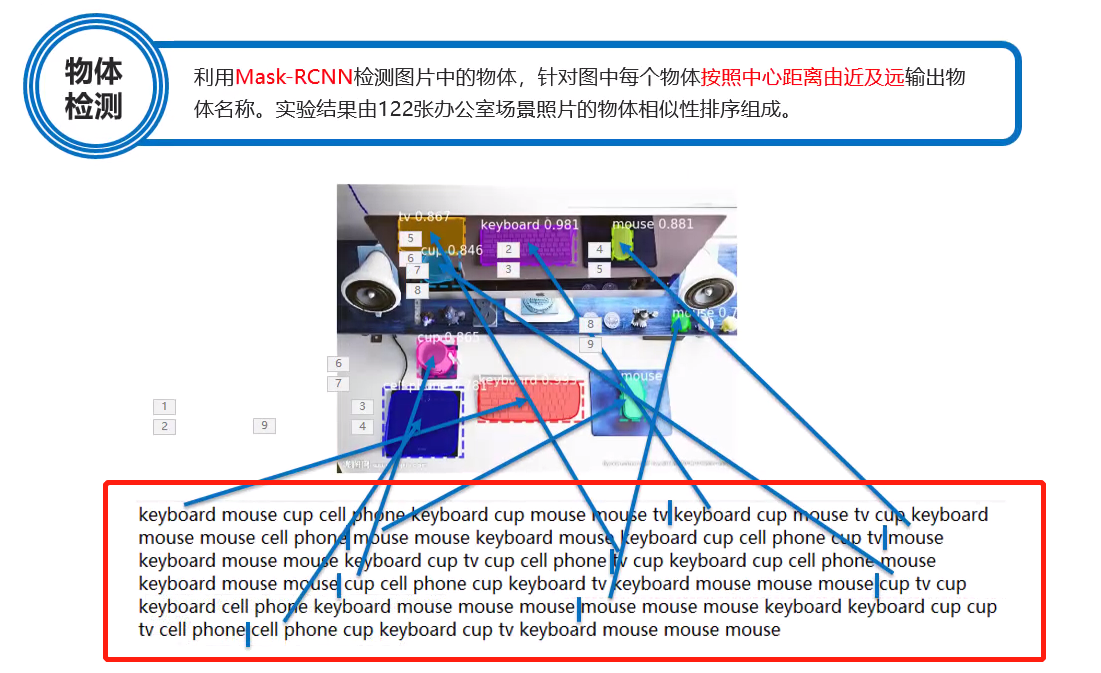 物体
检测
利用Mask-RCNN检测图片中的物体，针对图中每个物体按照中心距离由近及远输出物
体名称。实验结果由122张办公室场景照片的物体相似性排序组成。
tv 0.867
keyboard 0.981
mouse 0.881
5
2
4
cup 0.846
6
7
3
5
8
mouse 0.7
8
cup 0.865
9
6
7
keyboard 0.993
mouse
1
3
2
9
4
keyboard mouse cup cell phone keyboard cup mouse mouse tv keyboard cup mouse tv cup keyboard
mouse mouse cell phone mouse mouse keyboard mouse keyboard cup cell phone cup tv mouse
keyboard mouse mouse keyboard cup tv cup cell phone tv cup keyboard cup cell phone mouse
keyboard mouse mouse cup cell phone cup keyboard tv keyboard mouse mouse mouse cup tv cup
keyboard cell phone keyboard mouse mouse mouse mouse mouse mouse keyboard keyboard cup cup
tv cell phone cell phone cup keyboard cup tv keyboard mouse mouse mouse